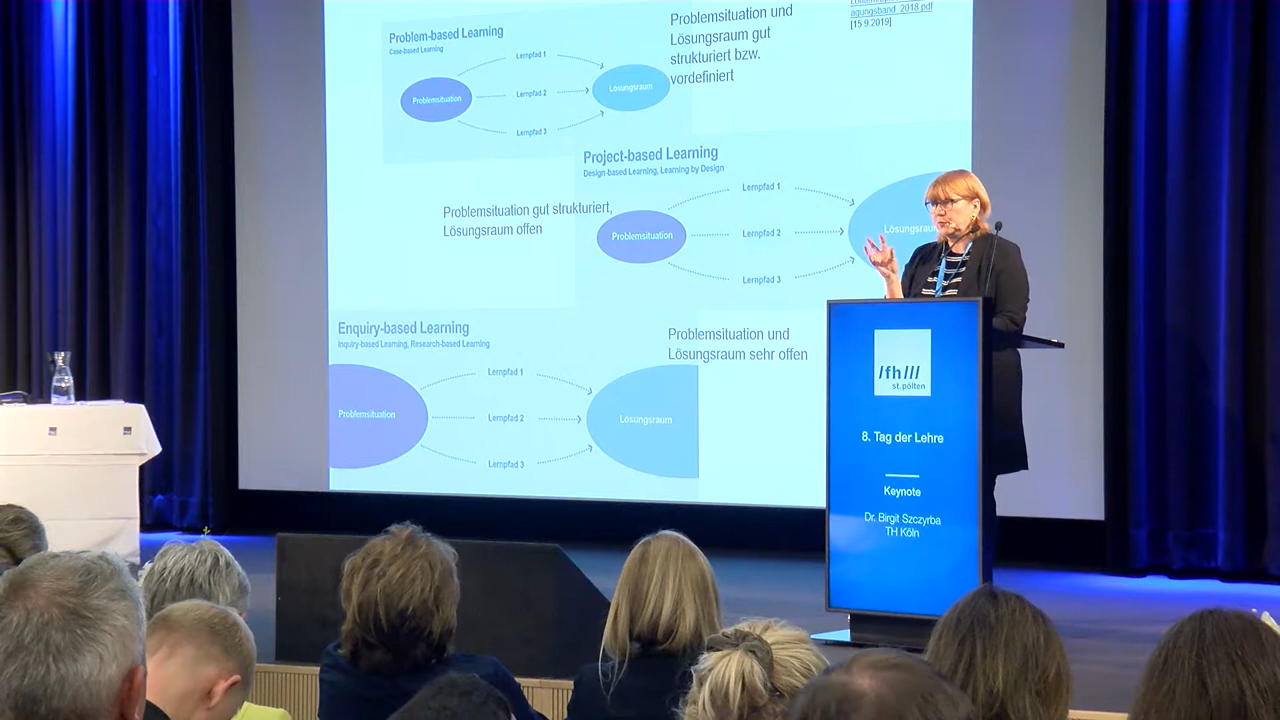 Problem-based Learning
Case-based Learning
Lernpfad 1
Problemsituation
Lernpfad 2
Lösungsraum
Lernpfad 3
Problemsituation und
Lösungsraum gut
strukturiert bzw.
vordefiniert
agungsband_2018.pdf
[15.9.2019]
Project-based Learning
Design-based Learning, Learning by Design
Problemsituation gut strukturiert,
Lösungsraum offen
Lernpfad 1
Problemsituation
Lernpfad 2
Lösungsraum
Lernpfad 3
Enquiry-based Learning
Inquiry-based Learning, Research-based Learning
Problemsituation und
Lösungsraum sehr offen
Lernpfad 1
Problemsituation
Lernpfad 2
Lösungsraum
Lernpfad 3
/fh///
st.pölten
8. Tag der Lehre
Keynote
Dr. Birgit Szczyrba
TH Köln